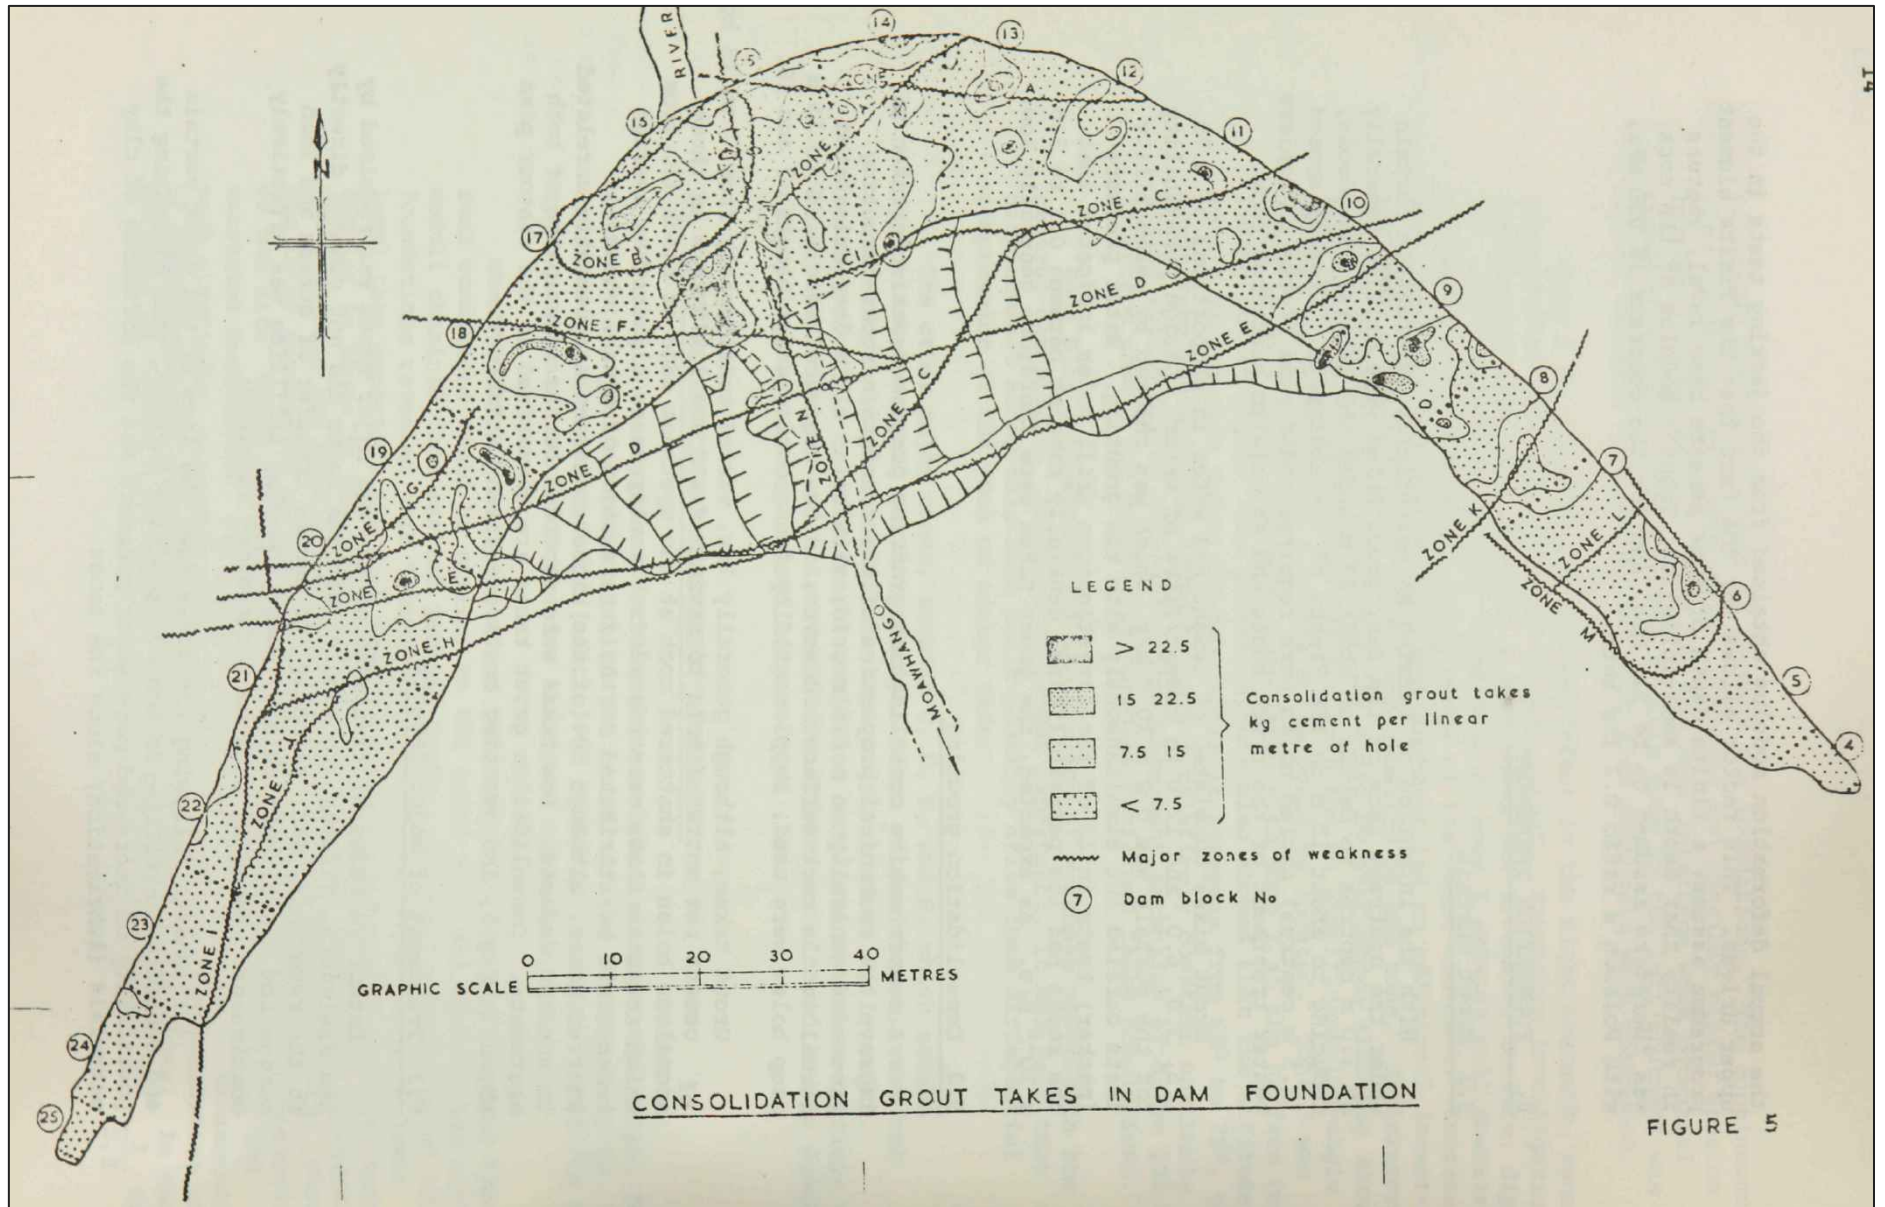 14
RIVER
14
13
15
12
ZONE A
16
11
ZONE
10
ZONE C
17
ZONE B
C1
9
ZONE D
N
ZONE F
18
ZONE E
8
ZONE C
19
ZONE D
ZONE N
7
ZONE G
20
ZONE K
ZONE L
ZONE E
ZONE M
6
ZONE H
21
MOAWHANGO
5
4
22
ZONE J
23
ZONE I
24
25
LEGEND
> 22.5
15 22.5
7.5 15
< 7.5
Consolidation grout takes
kg cement per linear
metre of hole
Major zones of weakness
7 Dam block No
0 10 20 30 40
GRAPHIC SCALE METRES
CONSOLIDATION GROUT TAKES IN DAM FOUNDATION
FIGURE 5